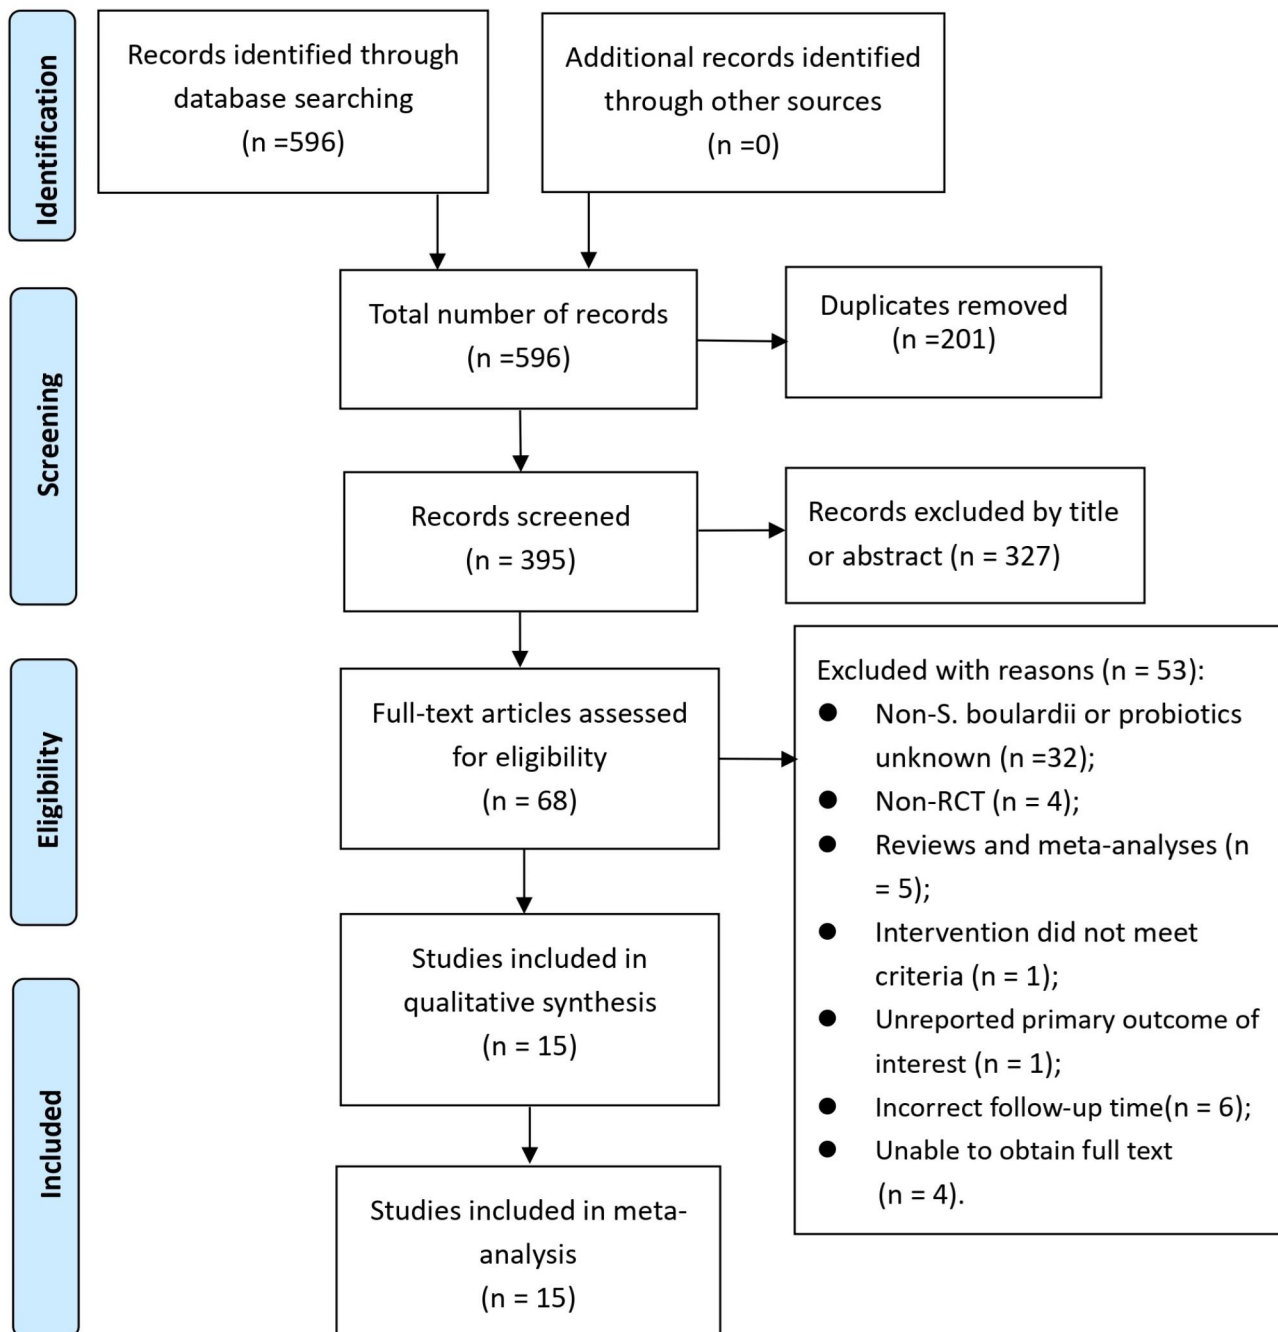 Identification
Records identified through
database searching
(n =596)
Additional records identified
through other sources
(n =0)
Screening
Total number of records
(n =596)
Duplicates removed
(n =201)
Records screened
(n = 395)
Records excluded by title
or abstract (n = 327)
Eligibility
Full-text articles assessed
for eligibility
(n = 68)
Excluded with reasons (n = 53):
● Non-S. boulardii or probiotics
unknown (n =32);
● Non-RCT (n = 4);
● Reviews and meta-analyses (n
= 5);
● Intervention did not meet
criteria (n = 1);
● Unreported primary outcome of
interest (n = 1);
● Incorrect follow-up time(n = 6);
● Unable to obtain full text
(n = 4).
Included
Studies included in
qualitative synthesis
(n = 15)
Studies included in meta-
analysis
(n = 15)